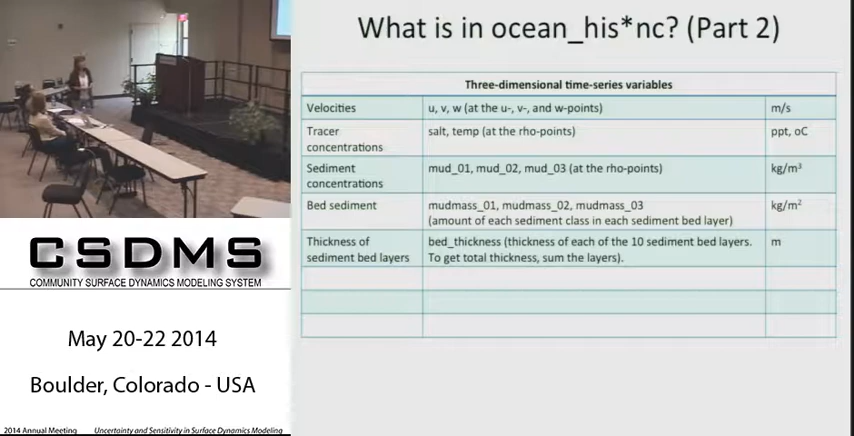 What is in ocean_his*nc? (Part 2)
Three-dimensional time-series variables
Velocities u, v, w (at the u-, v-, and w-points) m/s
Tracer concentrations salt, temp (at the rho-points) ppt, oC
Sediment concentrations mud_01, mud_02, mud_03 (at the rho-points) kg/m³
Bed sediment mudmass_01, mudmass_02, mudmass_03 kg/m²
(amount of each sediment class in each sediment bed layer)
Thickness of bed_thickness (thickness of each of the 10 sediment bed layers. m
sediment bed layers To get total thickness, sum the layers).
CSDMS
COMMUNITY SURFACE DYNAMICS MODELING SYSTEM
May 20-22 2014
Boulder, Colorado - USA
2014 Annual Meeting Uncertainty and Sensitivity in Surface Dynamics Modeling